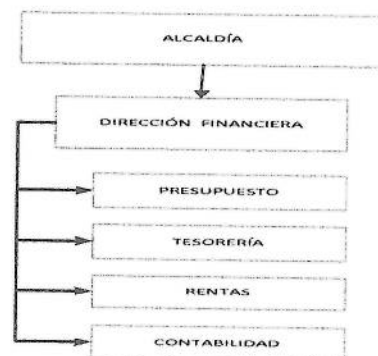 ALCALDÍA
DIRECCIÓN FINANCIERA
PRESUPUESTO
TESORERÍA
RENTAS
CONTABILIDAD